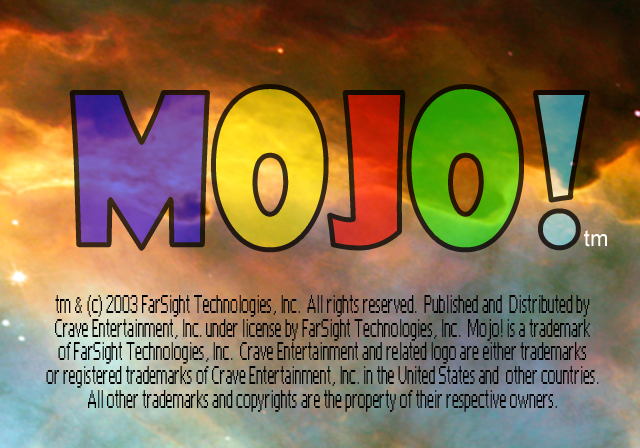 MOJO!
tm
tm & (c) 2003 FarSight Technologies, Inc. All rights reserved. Published and Distributed by
Crave Entertainment, Inc. under license by FarSight Technologies, Inc. Mojo! is a trademark
of FarSight Technologies, Inc. Crave Entertainment and related logo are either trademarks
or registered trademarks of Crave Entertainment, Inc. in the United States and other countries.
All other trademarks and copyrights are the property of their respective owners.